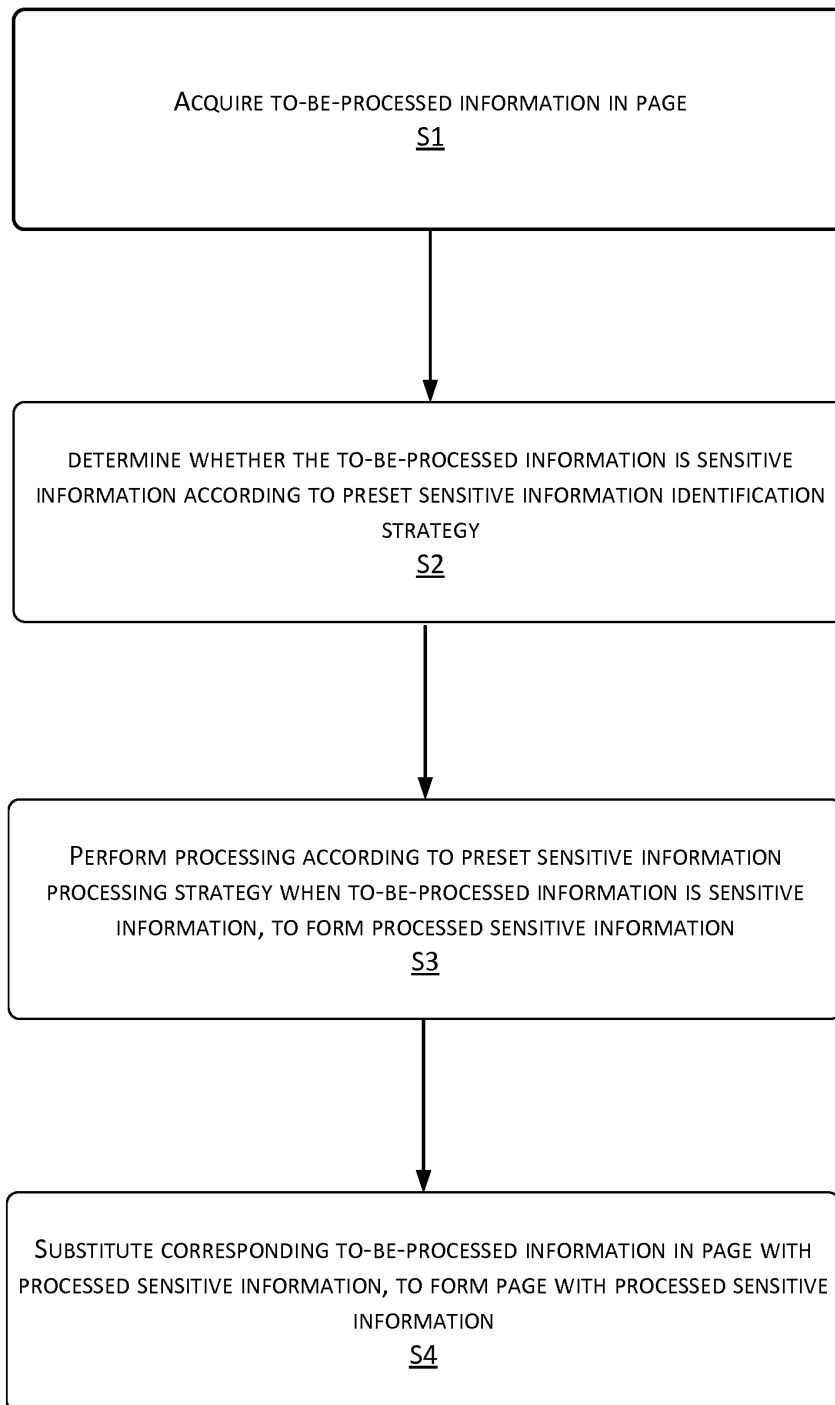 Acquire to-be-processed information in page
S1
determine whether the to-be-processed information is sensitive
information according to preset sensitive information identification
strategy
S2
Perform processing according to preset sensitive information
processing strategy when to-be-processed information is sensitive
information, to form processed sensitive information
S3
Substitute corresponding to-be-processed information in page with
processed sensitive information, to form page with processed sensitive
information
S4